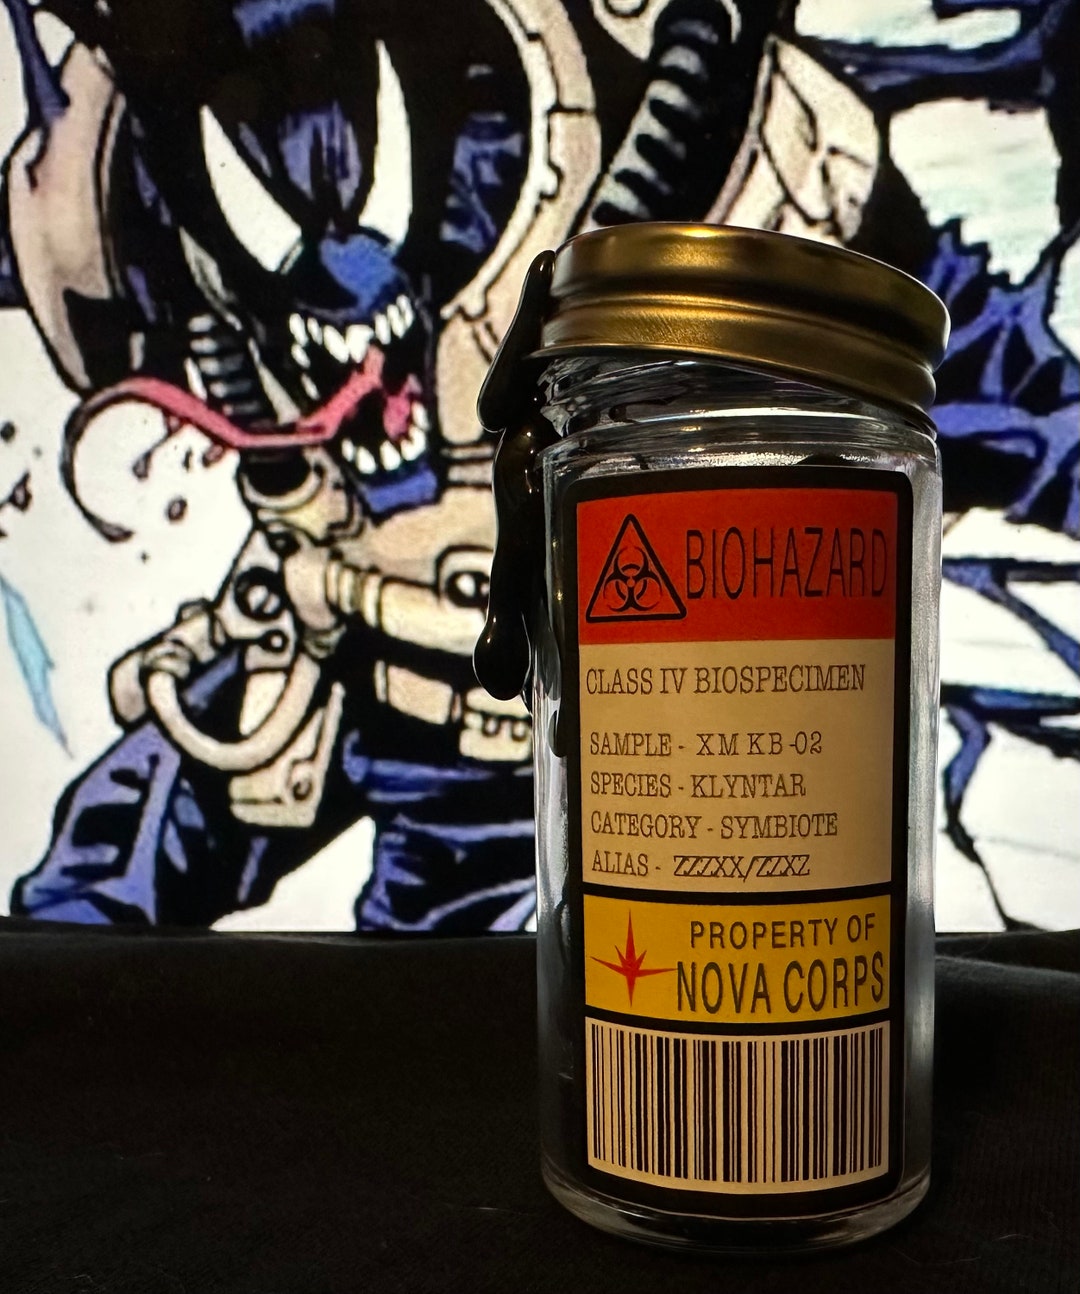 BIOHAZARD
CLASS IV BIOSPECIMEN
SAMPLE - XM KB-02
SPECIES - KLYNTAR
CATEGORY - SYMBIOTE
ALIAS - ZZZXX/ZZXZ
PROPERTY OF
NOVA CORPS